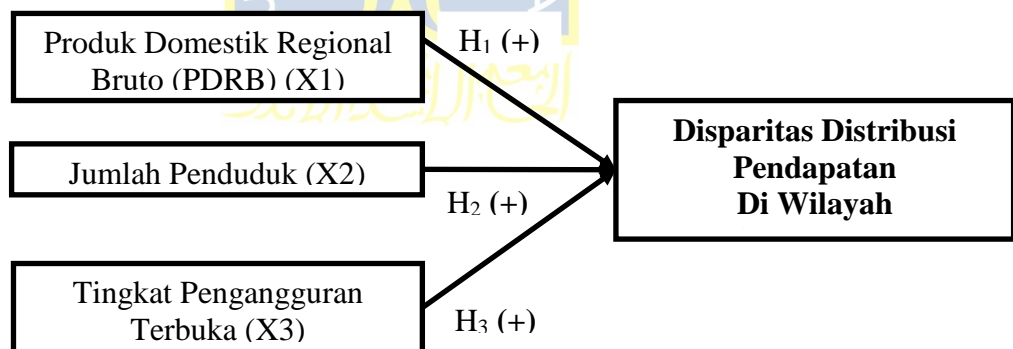 Produk Domestik Regional
Bruto (PDRB) (X1)
H₁ (+)
Disparitas Distribusi
Pendapatan
Di Wilayah
Jumlah Penduduk (X2)
H₂ (+)
Tingkat Pengangguran
Terbuka (X3)
H₃ (+)